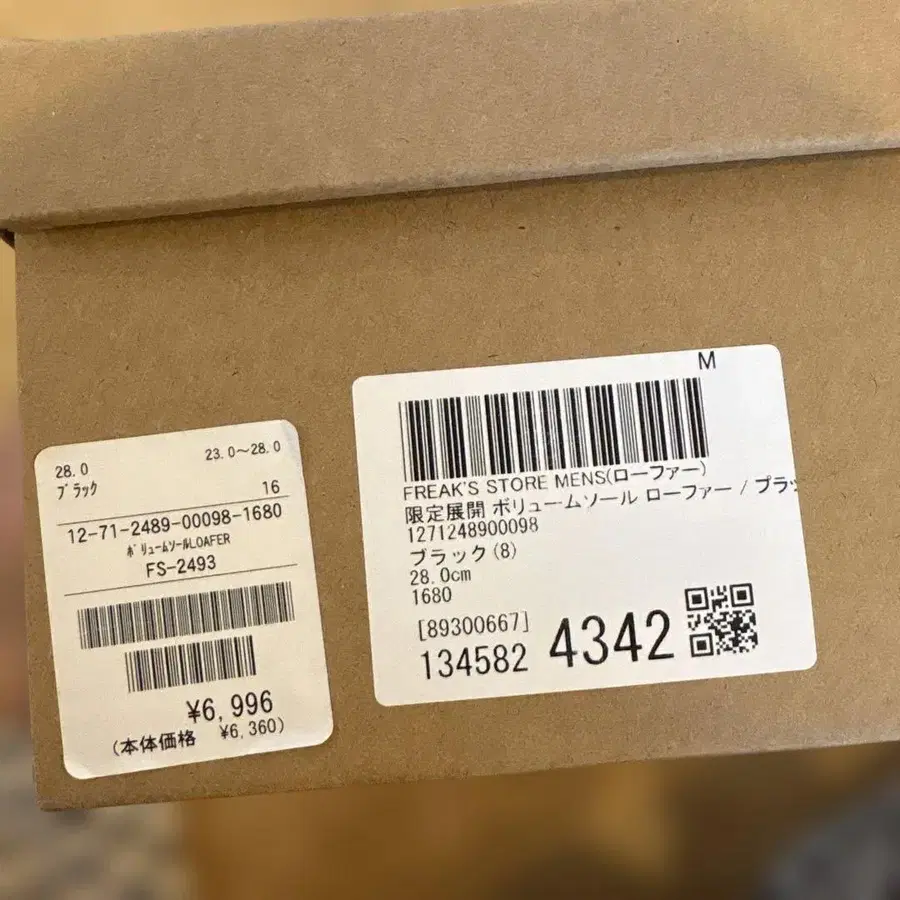 28.0
23.0～28.0
ブラック
16
12-71-2489-00098-1680
ボリュームソールLOAFER
FS-2493
¥6,996
(本体価格 ¥6,360)
M
FREAK'S STORE MENS(ローファー)
限定展開 ボリュームソール ローファー / ブラッ
1271248900098
ブラック(8)
28.0cm
1680
[89300667]
134582 4342